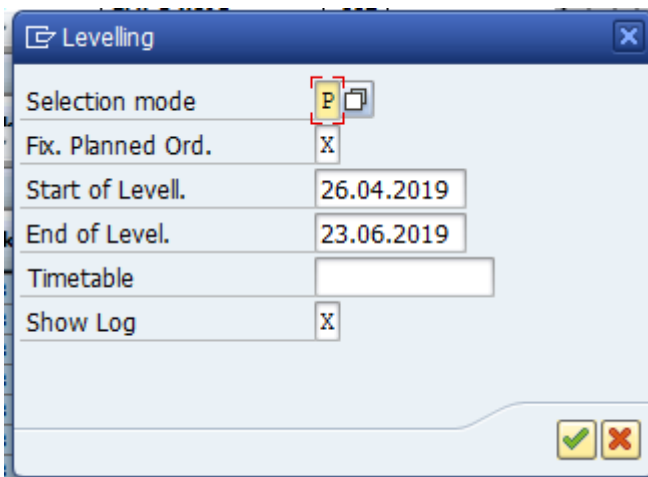 Levelling
Selection mode P
Fix. Planned Ord. X
Start of Levell. 26.04.2019
End of Level. 23.06.2019
Timetable
Show Log X